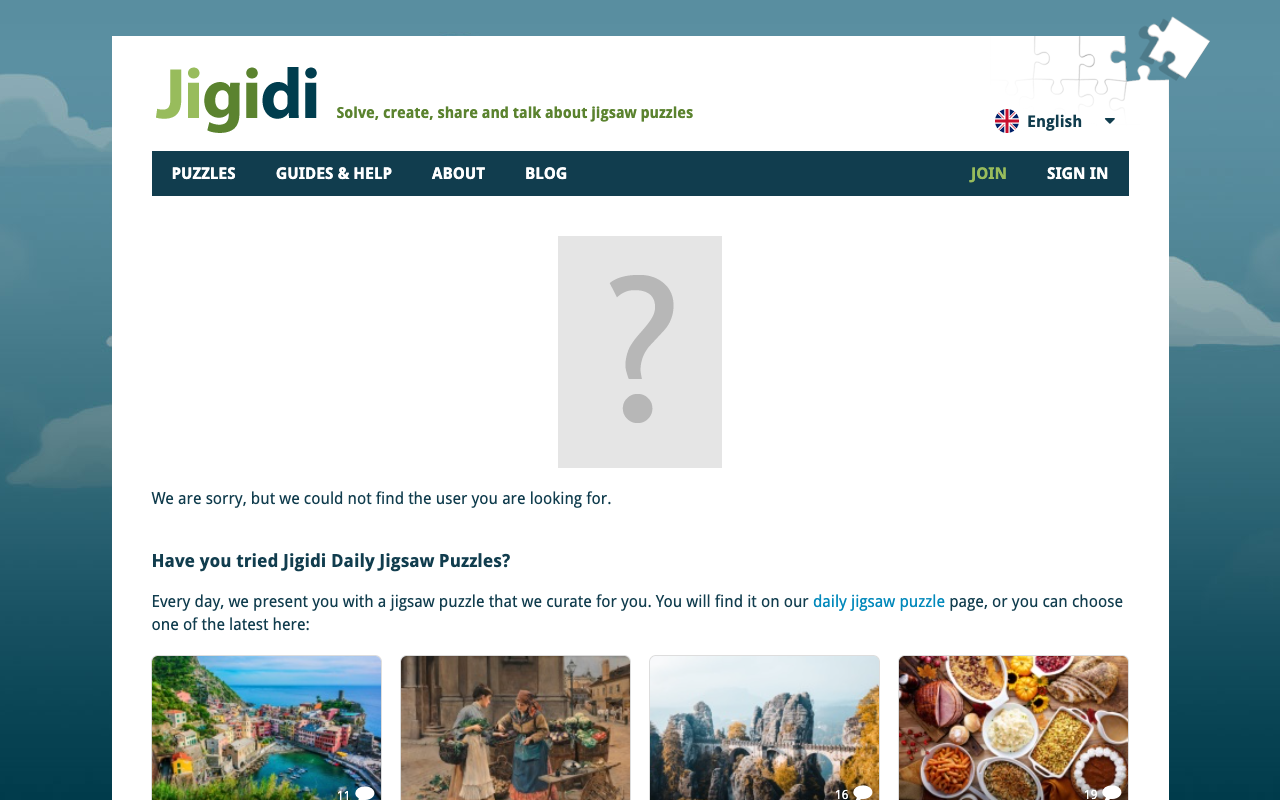 Jigidi
Solve, create, share and talk about jigsaw puzzles
English
PUZZLES GUIDES & HELP ABOUT BLOG JOIN SIGN IN
?
We are sorry, but we could not find the user you are looking for.
Have you tried Jigidi Daily Jigsaw Puzzles?
Every day, we present you with a jigsaw puzzle that we curate for you. You will find it on our daily jigsaw puzzle page, or you can choose
one of the latest here:
11 16 19